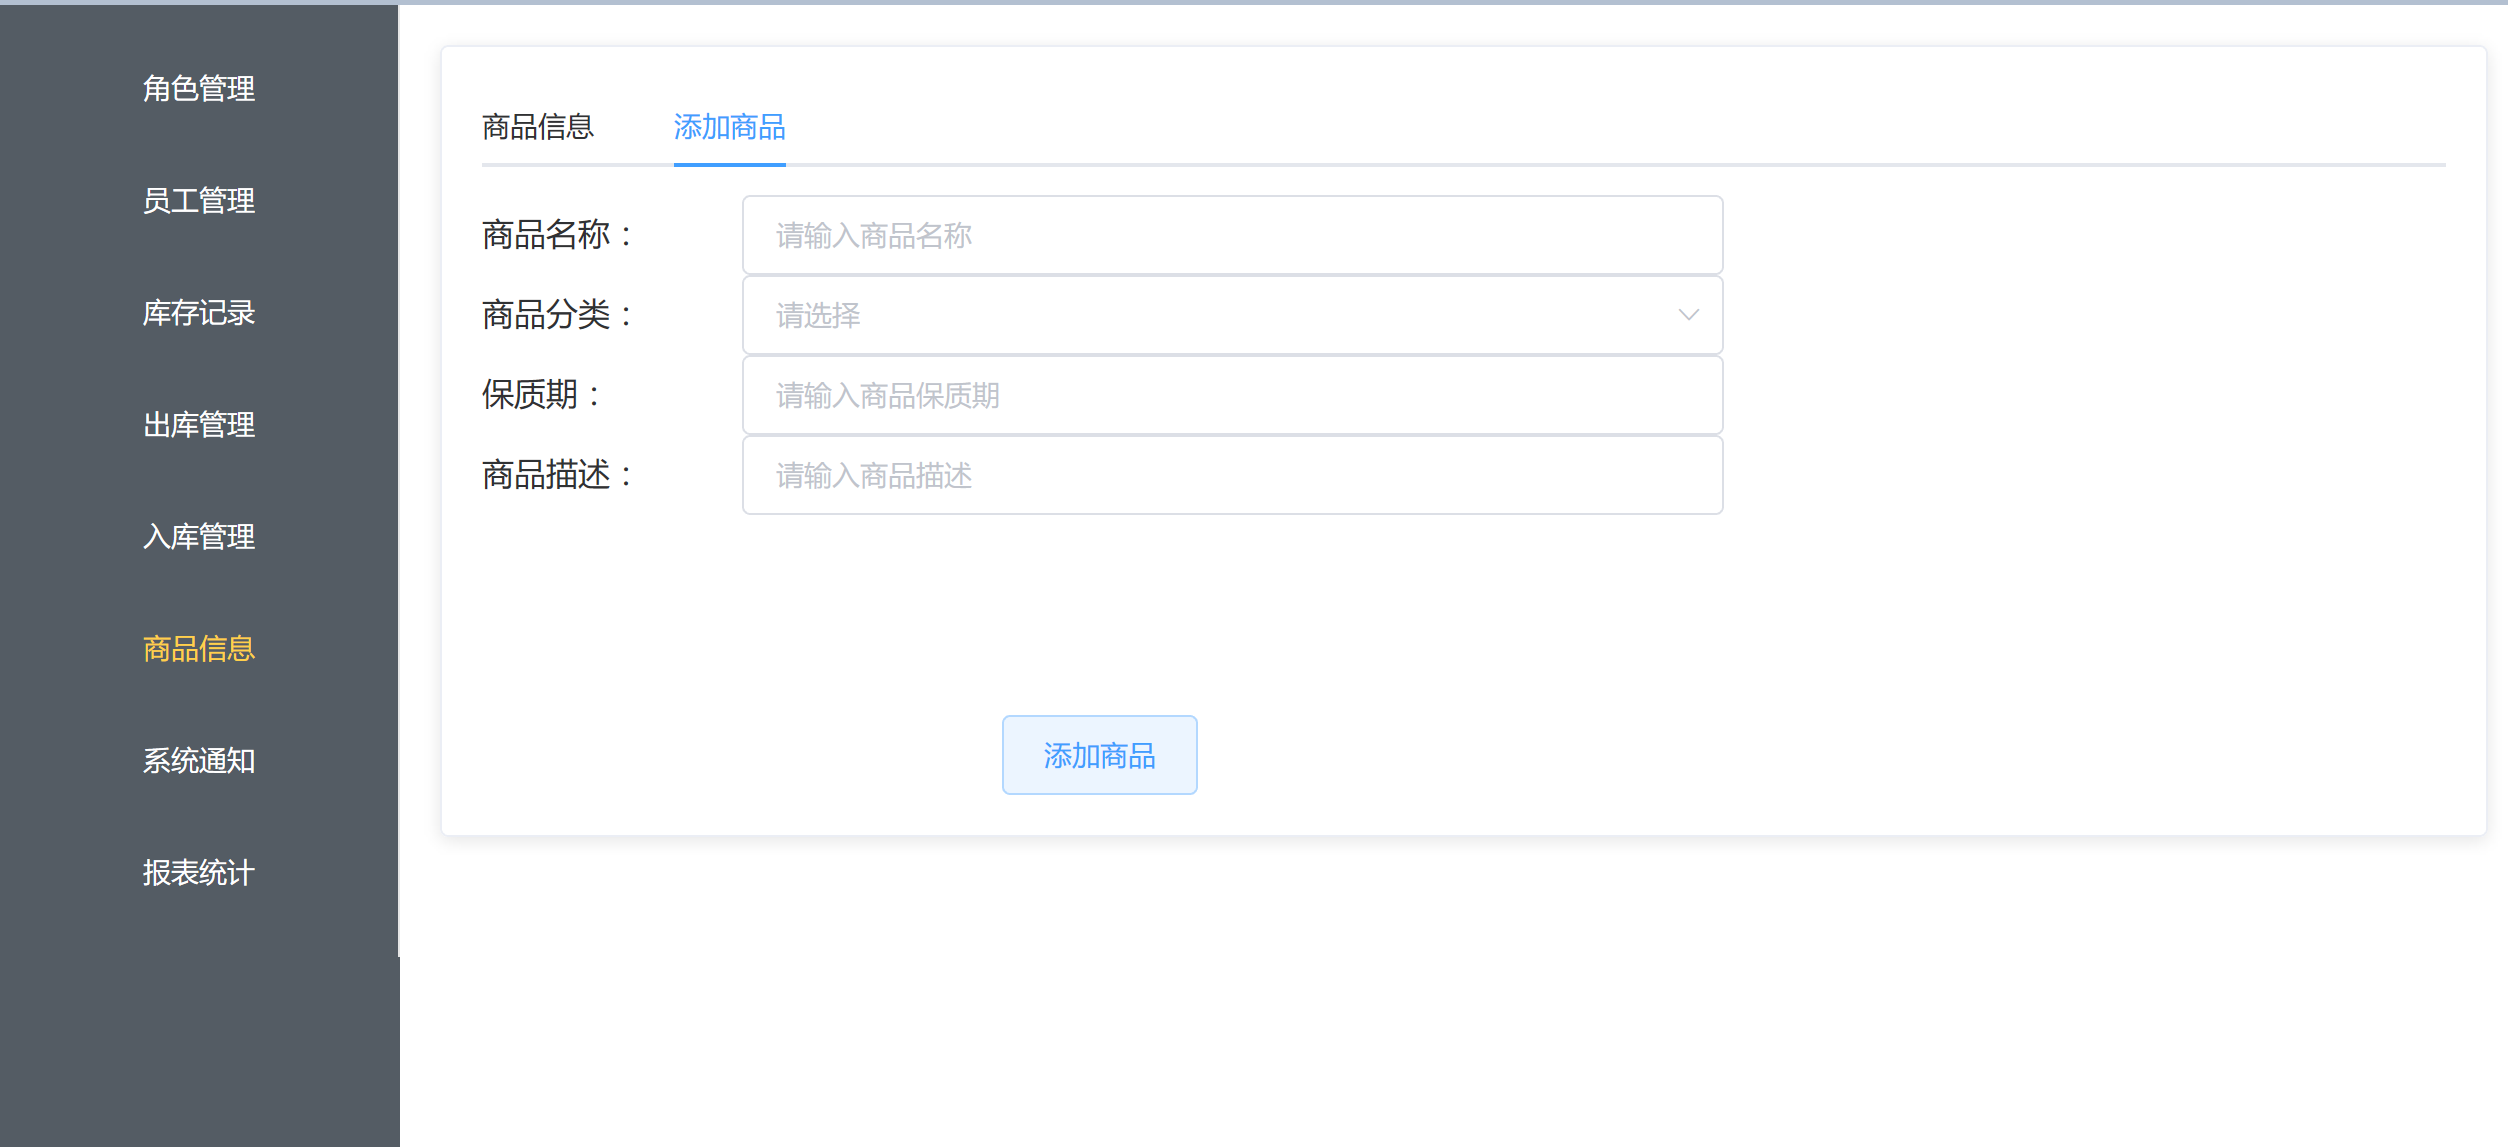 角色管理
员工管理
库存记录
出库管理
入库管理
商品信息
系统通知
报表统计
商品信息 添加商品
商品名称： 请输入商品名称
商品分类： 请选择
保质期： 请输入商品保质期
商品描述： 请输入商品描述
添加商品